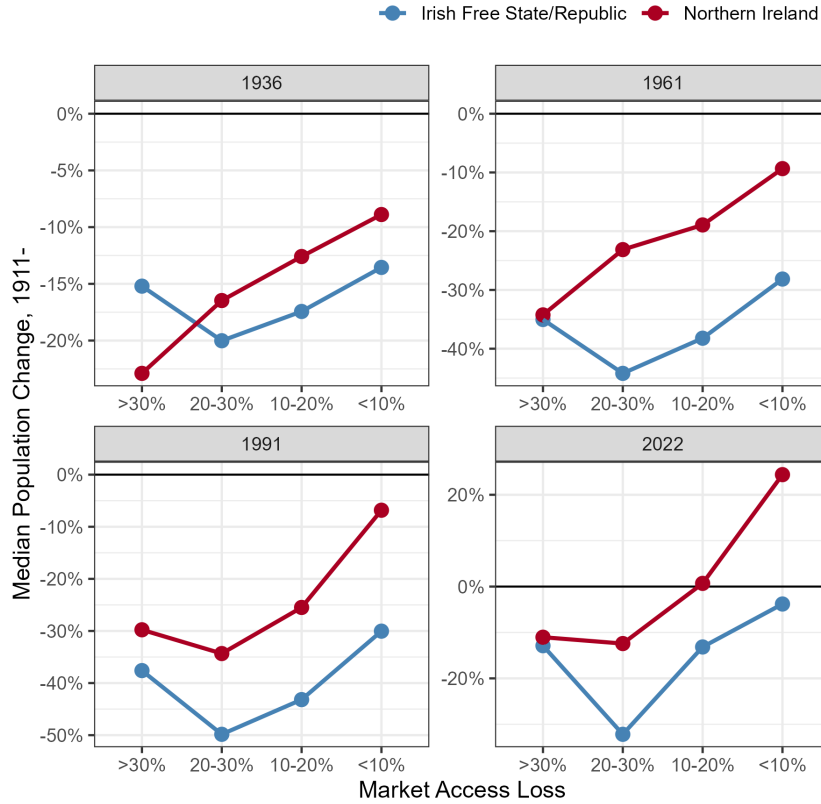 Irish Free State/Republic Northern Ireland
1936 1961
0% 0%
-5% -10%
-10% -20%
-15% -30%
-20% -40%
>30% 20-30% 10-20% <10% >30% 20-30% 10-20% <10%
Median Population Change, 1911-
1991 2022
0% 20%
-10% 0%
-20% -20%
-30%
-40%
-50%
>30% 20-30% 10-20% <10% >30% 20-30% 10-20% <10%
Market Access Loss